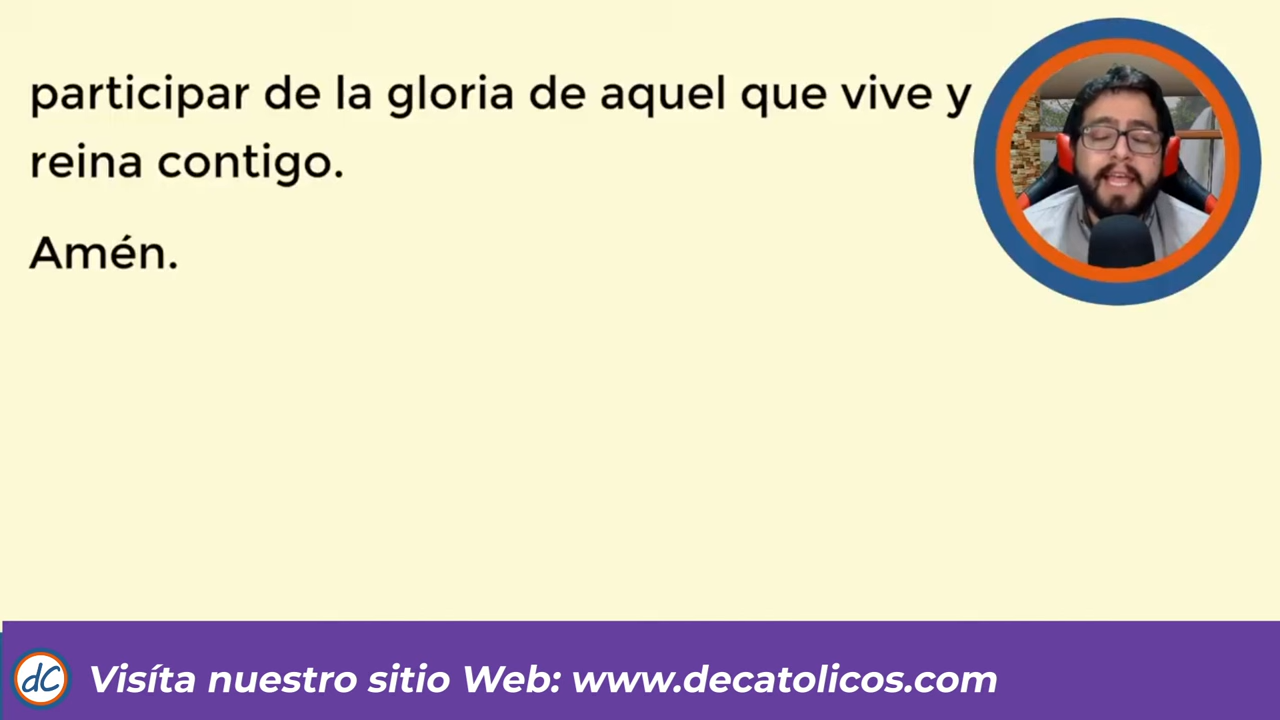 participar de la gloria de aquel que vive y
reina contigo.
Amén.
dC Visíta nuestro sitio Web: www.decatolicos.com